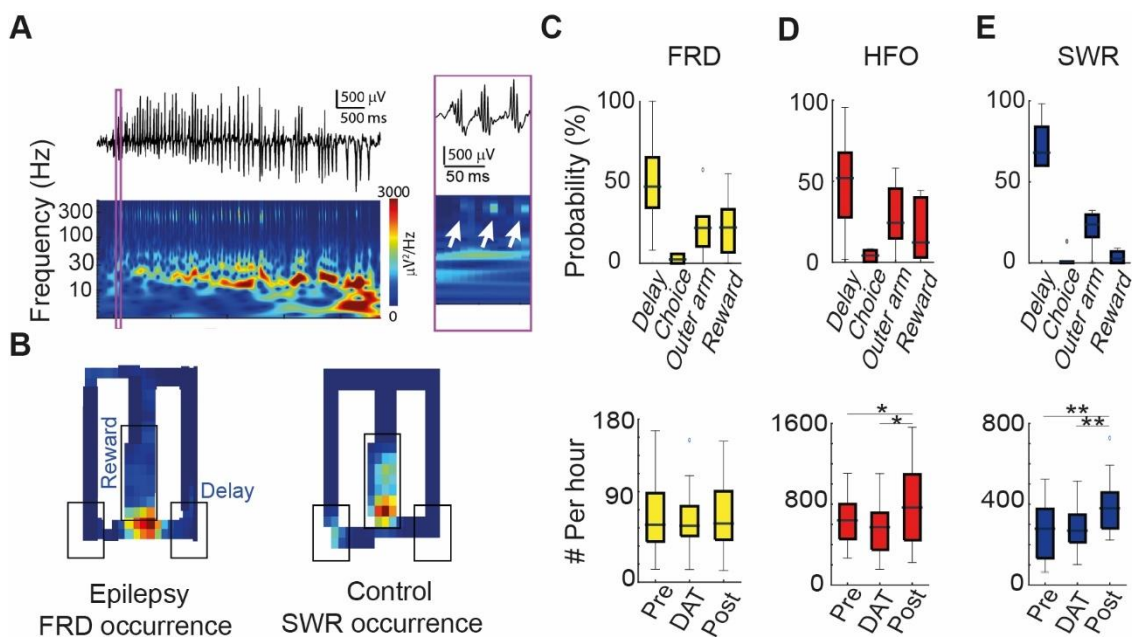 A
500 µV
500 ms
500 µV
50 ms
Frequency (Hz)
300
100
30
10
3000
µV²/Hz
0
B
Reward
Delay
Epilepsy
FRD occurrence
Control
SWR occurrence
C
FRD
Probability (%)
100
50
0
Delay
Choice
Outer arm
Reward
D
HFO
100
50
0
Delay
Choice
Outer arm
Reward
E
SWR
100
50
0
Delay
Choice
Outer arm
Reward
# Per hour
180
90
0
Pre
DAT
Post
1600
800
0
*
*
Pre
DAT
Post
800
400
0
**
**
Pre
DAT
Post